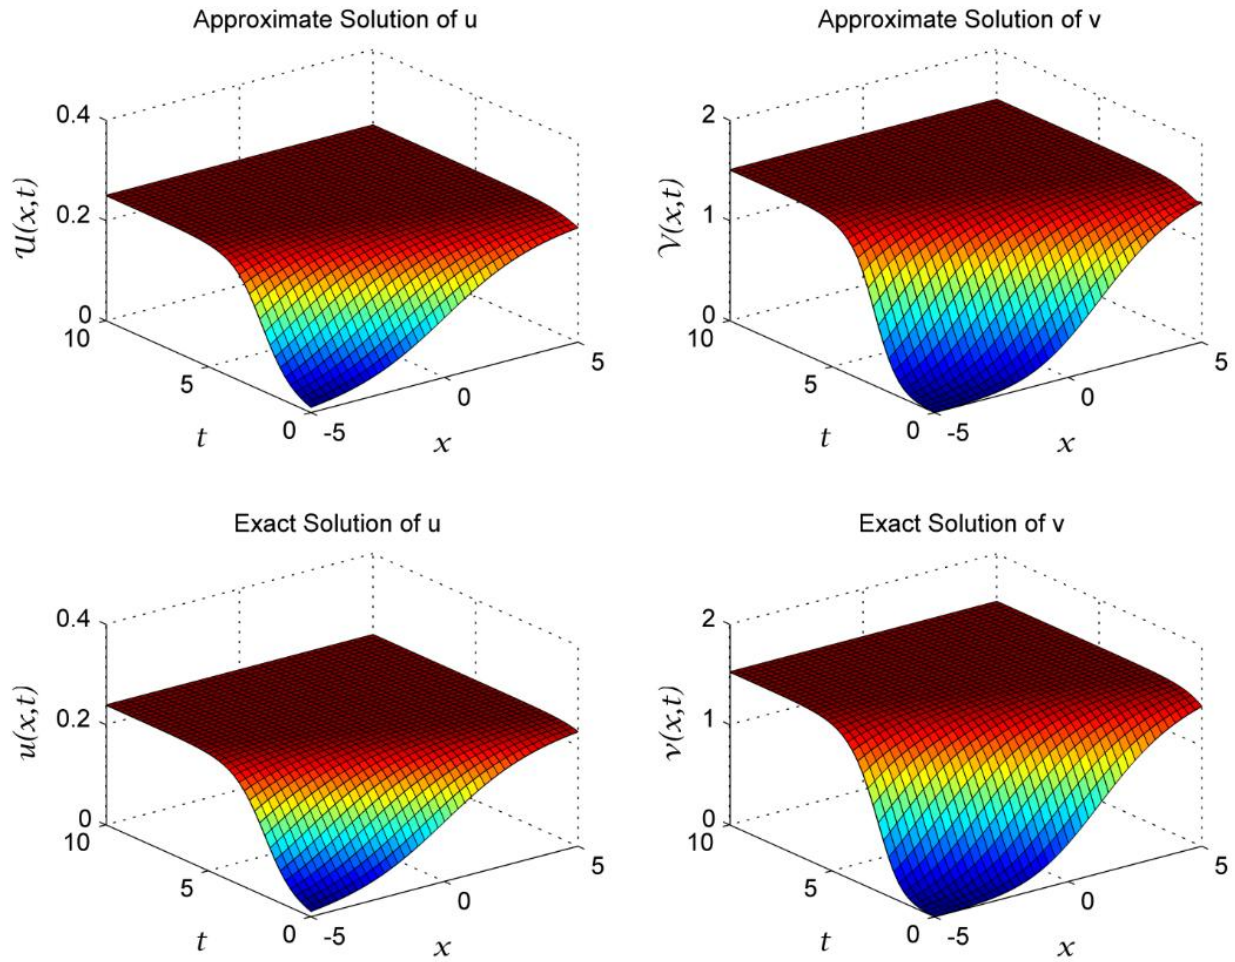 Approximate Solution of u
0.4
0.2
0
10
5
0
-5
0
5
𝒰(x,t)
t
x
Approximate Solution of v
2
1
0
10
5
0
-5
0
5
𝒱(x,t)
t
x
Exact Solution of u
0.4
0.2
0
10
5
0
-5
0
5
u(x,t)
t
x
Exact Solution of v
2
1
0
10
5
0
-5
0
5
v(x,t)
t
x